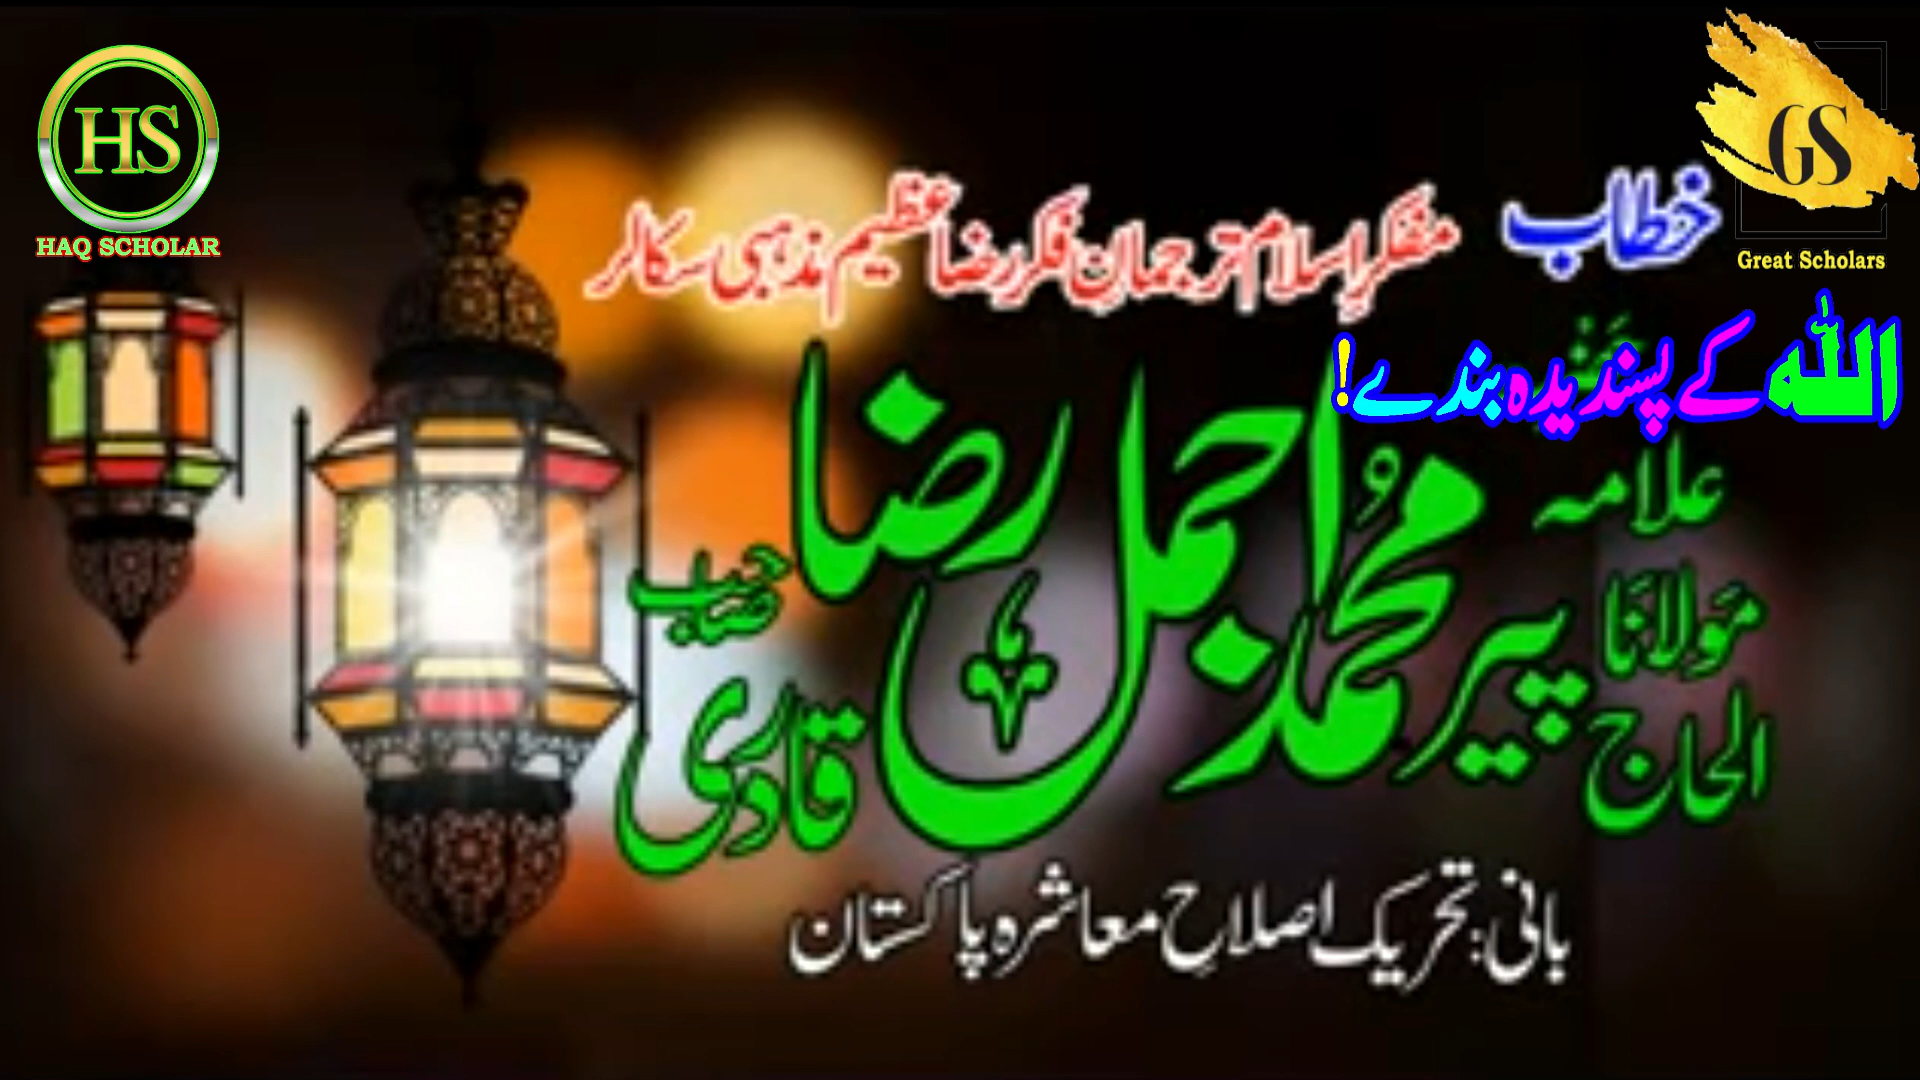 HS
HAQ SCHOLAR
GS
Great Scholars
خطاب
مفکرِ اسلام ترجمانِ فکرِ رضا عظیم مذہبی سکالر
اللہ کے پسندیدہ بندے!
علامہ
مَولانَا
الحاج
پیر محمد اجمل رضا قادری صاحب
بانی: تحریک اصلاحِ معاشرہ پاکستان